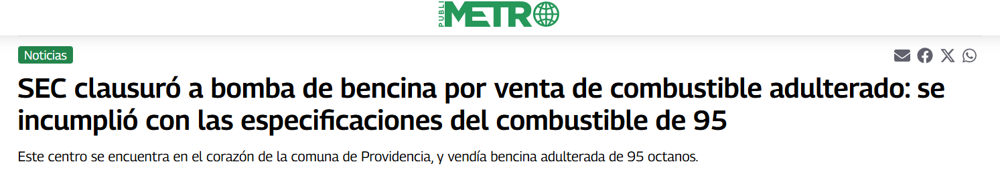 PUBLI
METRO
Noticias
SEC clausuró a bomba de bencina por venta de combustible adulterado: se
incumplió con las especificaciones del combustible de 95
Este centro se encuentra en el corazón de la comuna de Providencia, y vendía bencina adulterada de 95 octanos.